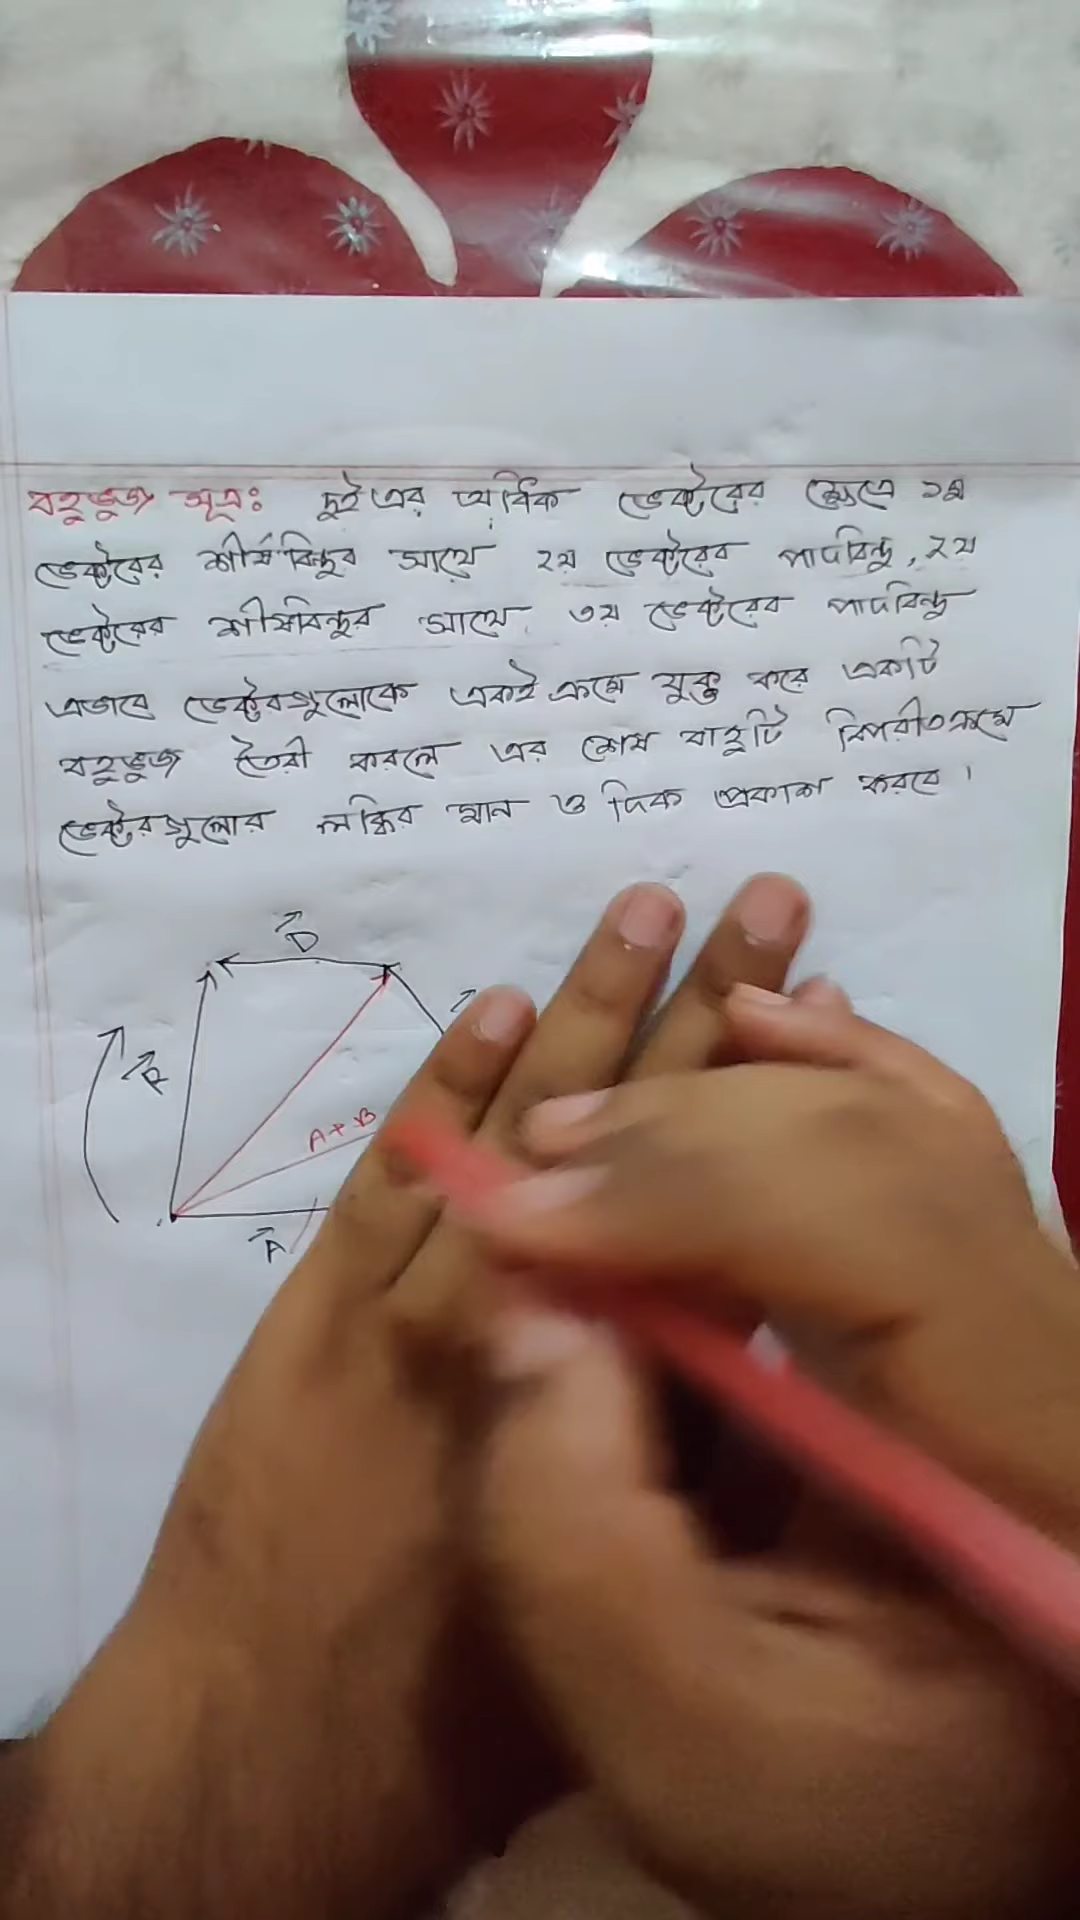 বহুভুজ সূত্রঃ দুই এর অধিক ভেক্টরের ক্ষেত্রে ১ম
ভেক্টরের শীর্ষবিন্দুর সাথে ২য় ভেক্টরের পাদবিন্দু, ২য়
ভেক্টরের শীর্ষবিন্দুর সাথে ৩য় ভেক্টরের পাদবিন্দু
এভাবে ভেক্টরগুলোকে একই ক্রমে যুক্ত করে একটি
বহুভুজ তৈরী করলে এর শেষ বাহুটি বিপরীতক্রমে
ভেক্টরগুলোর লব্ধির মান ও দিক প্রকাশ করবে।
D
R
A+B
A